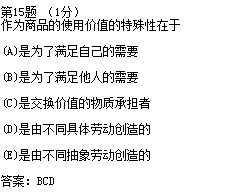 第15题 (1分)
作为商品的使用价值的特殊性在于
(A)是为了满足自己的需要
(B)是为了满足他人的需要
(C)是交换价值的物质承担者
(D)是由不同具体劳动创造的
(E)是由不同抽象劳动创造的
答案: BCD